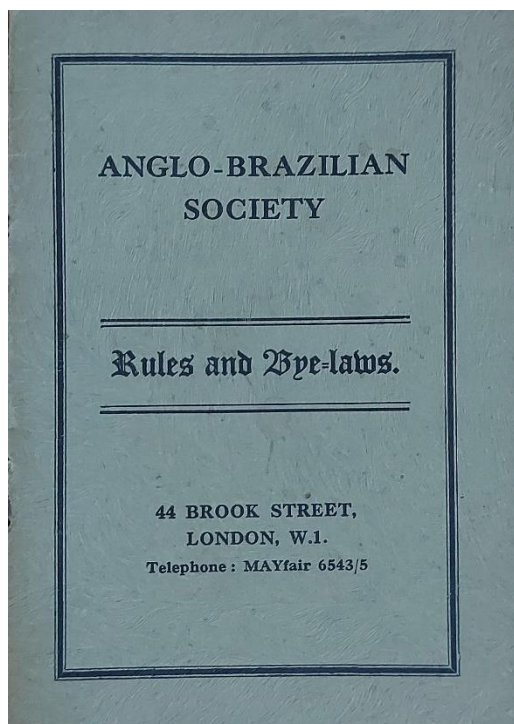 ANGLO-BRAZILIAN
SOCIETY
Rules and Bye-laws.
44 BROOK STREET,
LONDON, W.1.
Telephone : MAYfair 6543/5